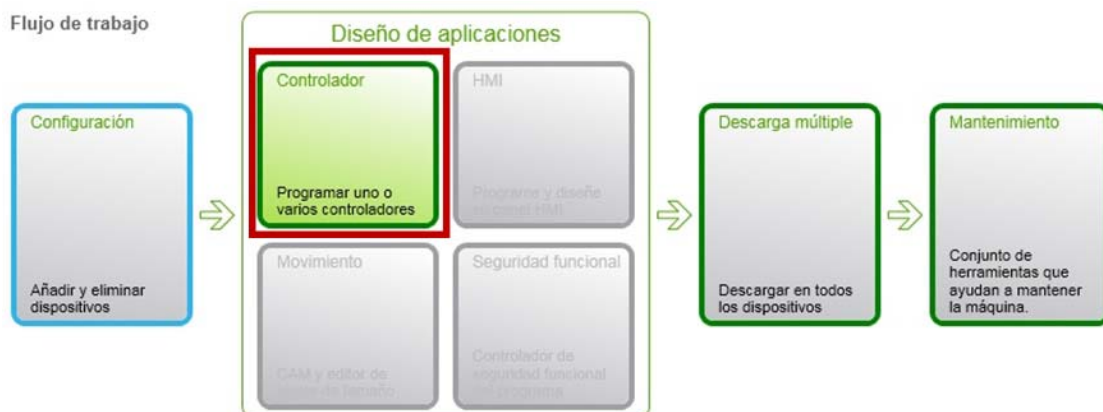 Flujo de trabajo
Diseño de aplicaciones
Configuración
Añadir y eliminar
dispositivos
Controlador
Programar uno o
varios controladores
HMI
Programe y diseñe
HMI
Movimiento
CAM y editor de
Seguridad funcional
Controlador de
seguridad funcional
programa
Descarga múltiple
Descargar en todos
los dispositivos
Mantenimiento
Conjunto de
herramientas que
ayudan a mantener
la máquina.